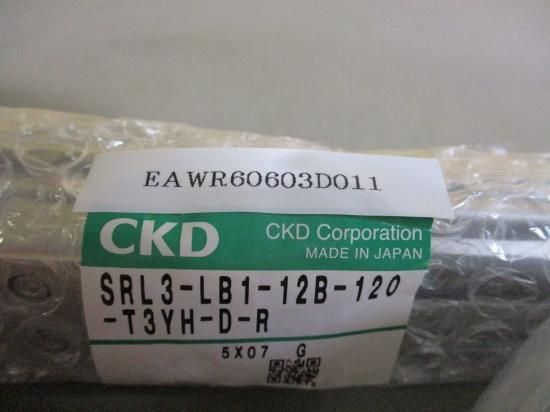 EAWR60603D011
CKD
CKD Corporation
MADE IN JAPAN
SRL3-LB1-12B-120
-T3YH-D-R
5X07 G